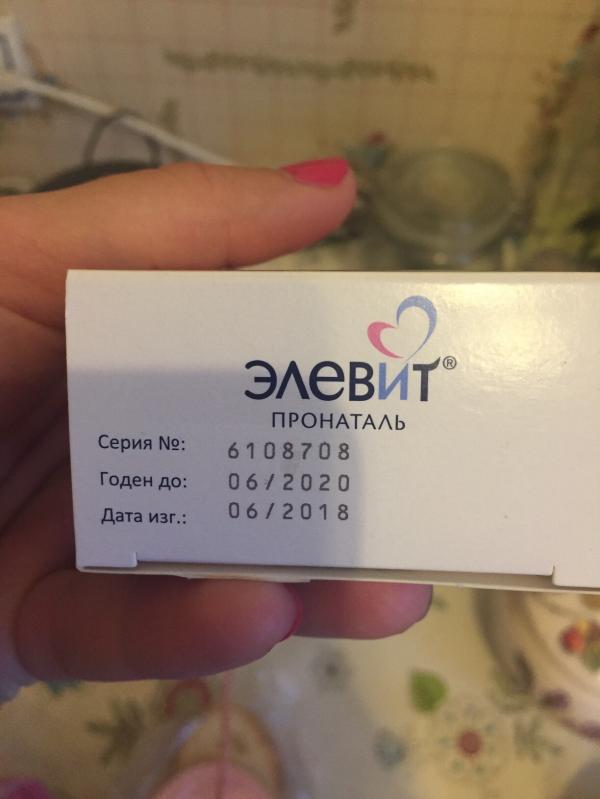 ЭЛЕВИТ®
ПРОНАТАЛЬ
Серия №: 6108708
Годен до: 06/2020
Дата изг.: 06/2018